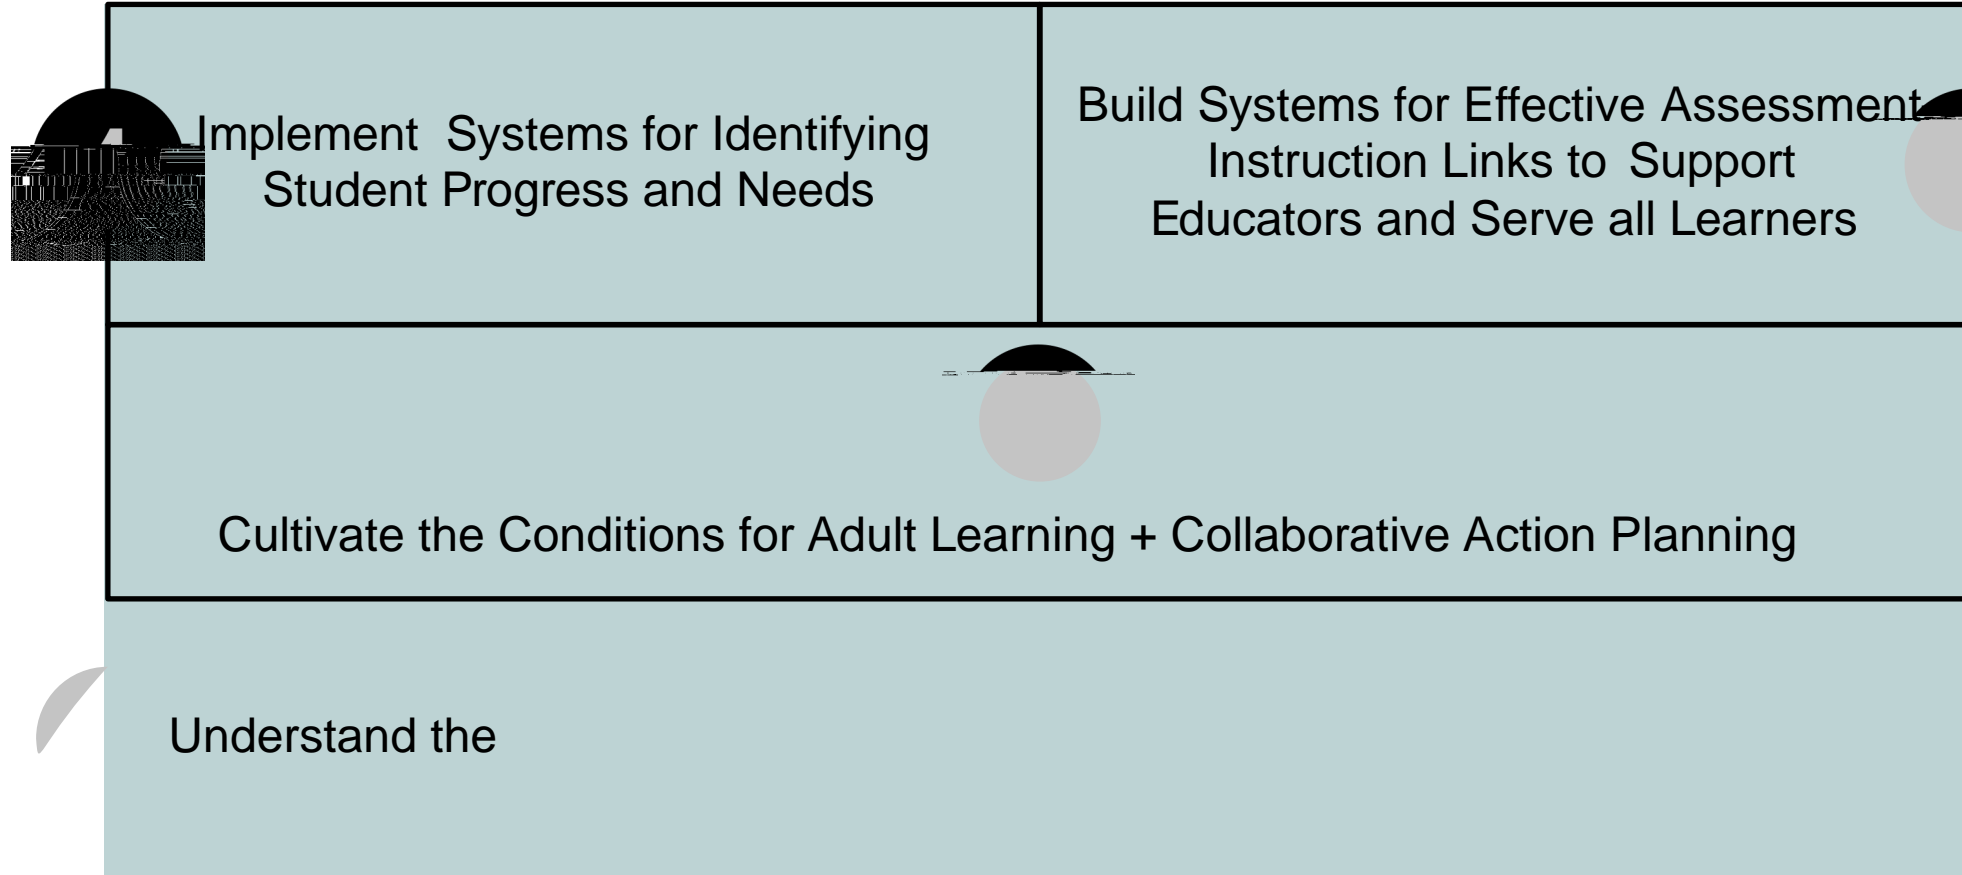 Implement Systems for Identifying
Student Progress and Needs
Build Systems for Effective Assessment
Instruction Links to Support
Educators and Serve all Learners
Cultivate the Conditions for Adult Learning + Collaborative Action Planning
Understand the